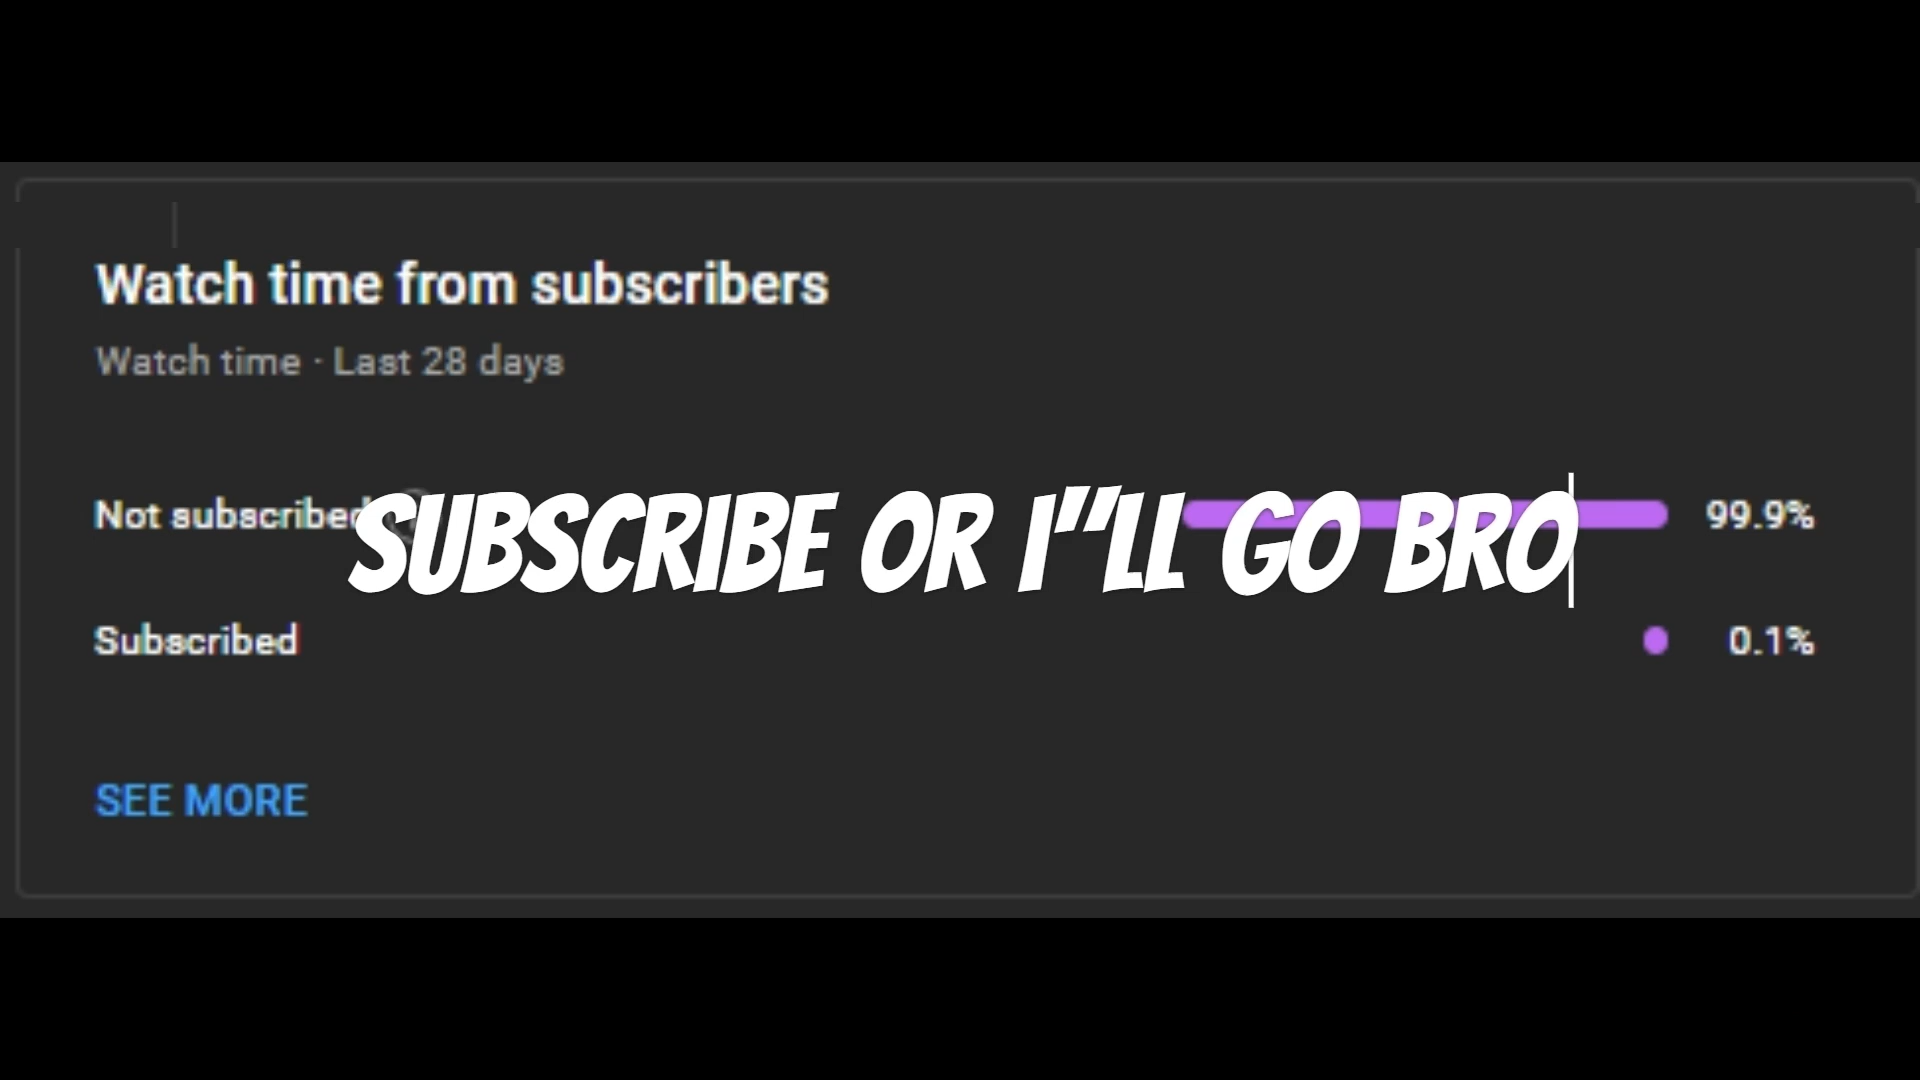 Watch time from subscribers
Watch time · Last 28 days
Not subscribed 99.9%
SUBSCRIBE OR I"LL GO BRO
Subscribed 0.1%
SEE MORE